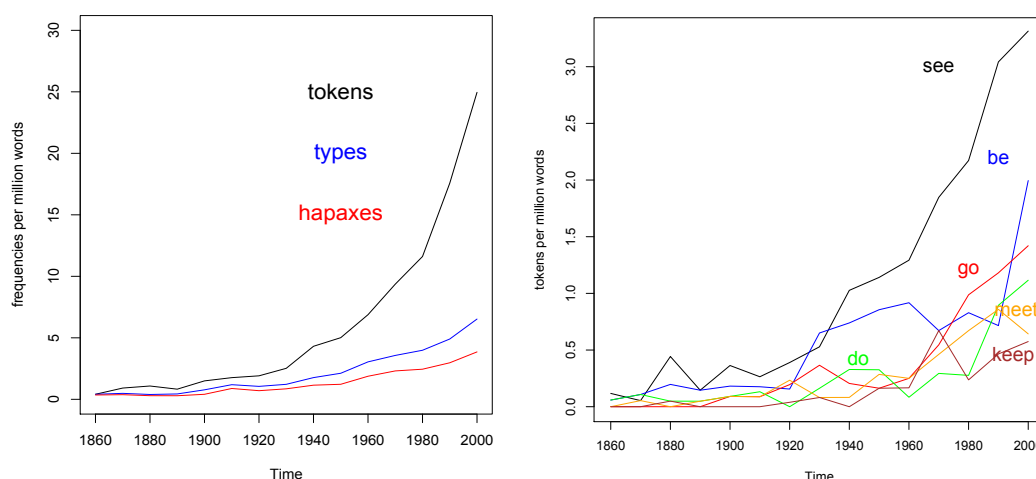 frequencies per million words
30
25
20
15
10
5
0
tokens
types
hapaxes
1860 1880 1900 1920 1940 1960 1980 2000
Time
tokens per million words
3.0
2.5
2.0
1.5
1.0
0.5
0.0
see
be
go
meet
do
keep
1860 1880 1900 1920 1940 1960 1980 200
Time